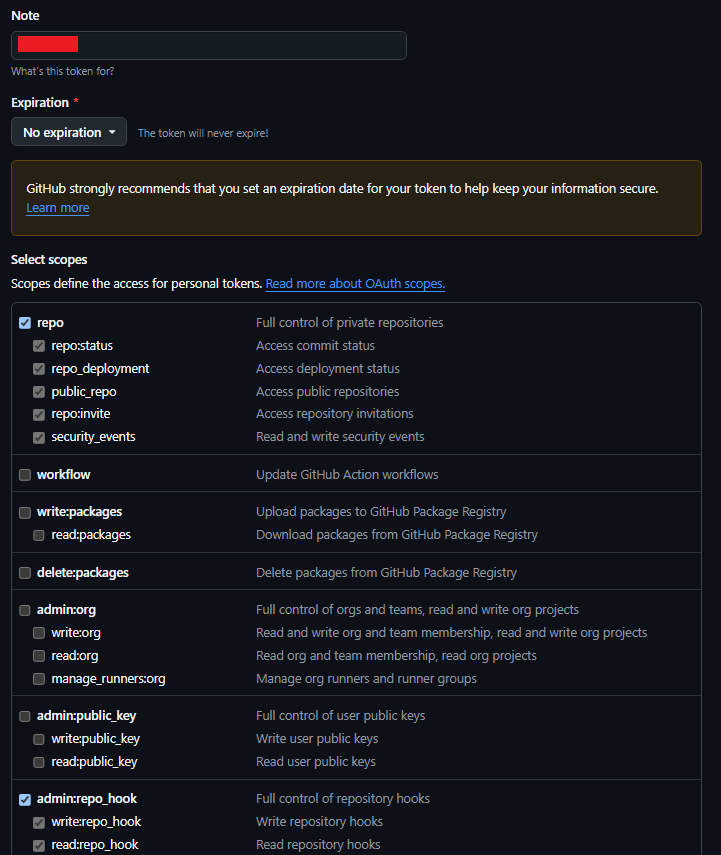 Note
What's this token for?
Expiration *
No expiration The token will never expire!
GitHub strongly recommends that you set an expiration date for your token to help keep your information secure.
Learn more
Select scopes
Scopes define the access for personal tokens. Read more about OAuth scopes.
repo Full control of private repositories
repo:status Access commit status
repo_deployment Access deployment status
public_repo Access public repositories
repo:invite Access repository invitations
security_events Read and write security events
workflow Update GitHub Action workflows
write:packages Upload packages to GitHub Package Registry
read:packages Download packages from GitHub Package Registry
delete:packages Delete packages from GitHub Package Registry
admin:org Full control of orgs and teams, read and write org projects
write:org Read and write org and team membership, read and write org projects
read:org Read org and team membership, read org projects
manage_runners:org Manage org runners and runner groups
admin:public_key Full control of user public keys
write:public_key Write user public keys
read:public_key Read user public keys
admin:repo_hook Full control of repository hooks
write:repo_hook Write repository hooks
read:repo_hook Read repository hooks